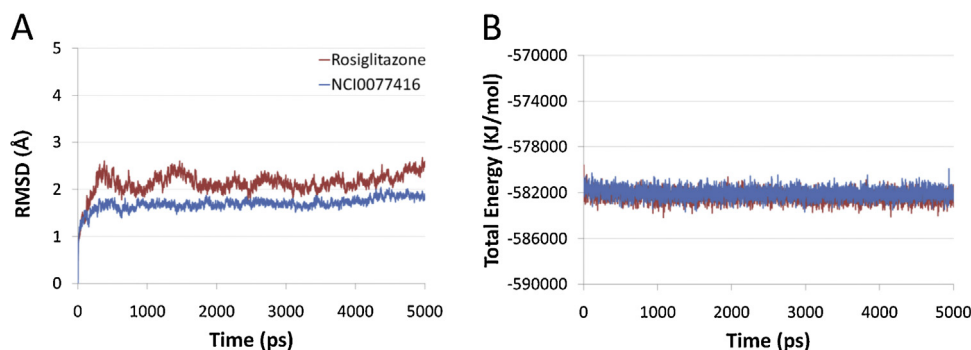 A
RMSD (Å)
5
4
3
2
1
0
Rosiglitazone
NCI0077416
0 1000 2000 3000 4000 5000
Time (ps)
B
Total Energy (KJ/mol)
-570000
-574000
-578000
-582000
-586000
-590000
0 1000 2000 3000 4000 5000
Time (ps)